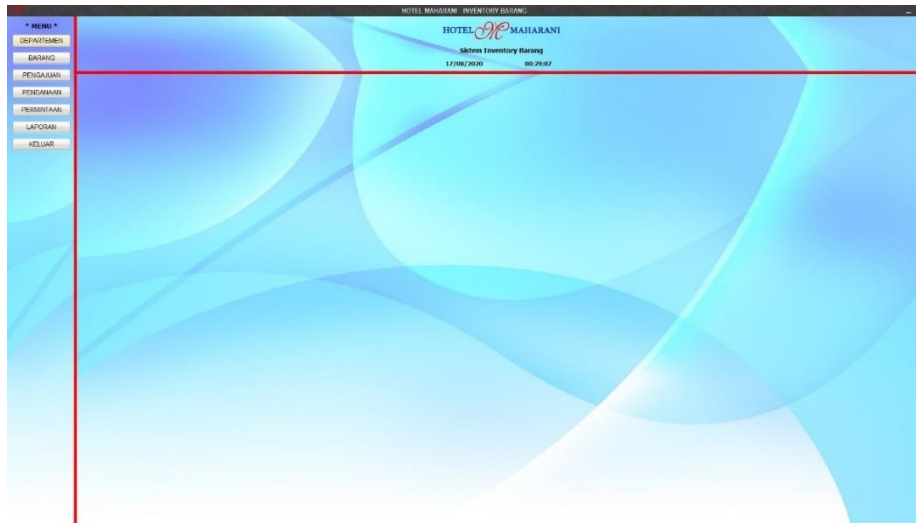 HOTEL MAHARANI INVENTORY BARANG
* MENU *
DEPARTEMEN
BARANG
PENGAJUAN
PENDANAAN
PERMINTAAN
LAPORAN
KELUAR
HOTEL M MAHARANI
Sistem Inventory Barang
17/08/2020 00:29:07